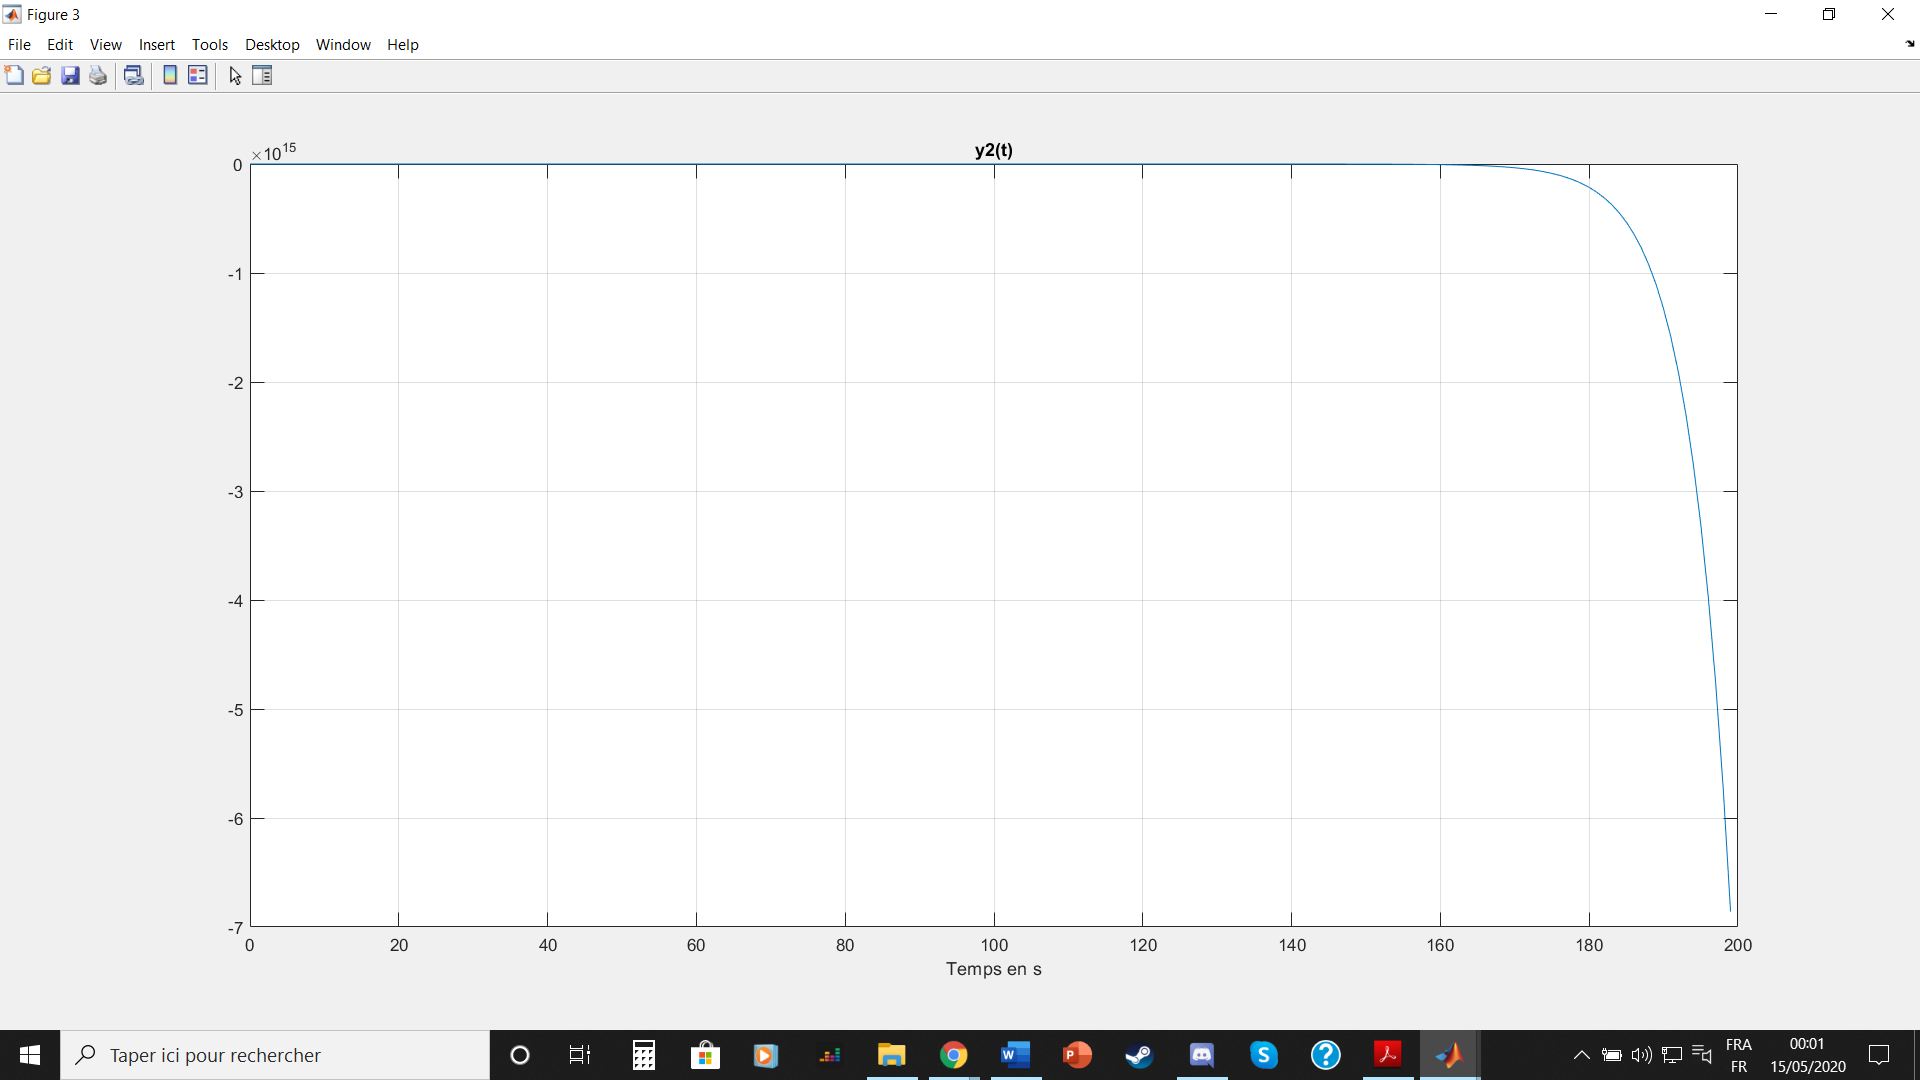 Figure 3
File Edit View Insert Tools Desktop Window Help
y2(t)
×10^15
0
-1
-2
-3
-4
-5
-6
-7
0 20 40 60 80 100 120 140 160 180 200
Temps en s
Taper ici pour rechercher
W
P
S
?
FRA
FR
00:01
15/05/2020